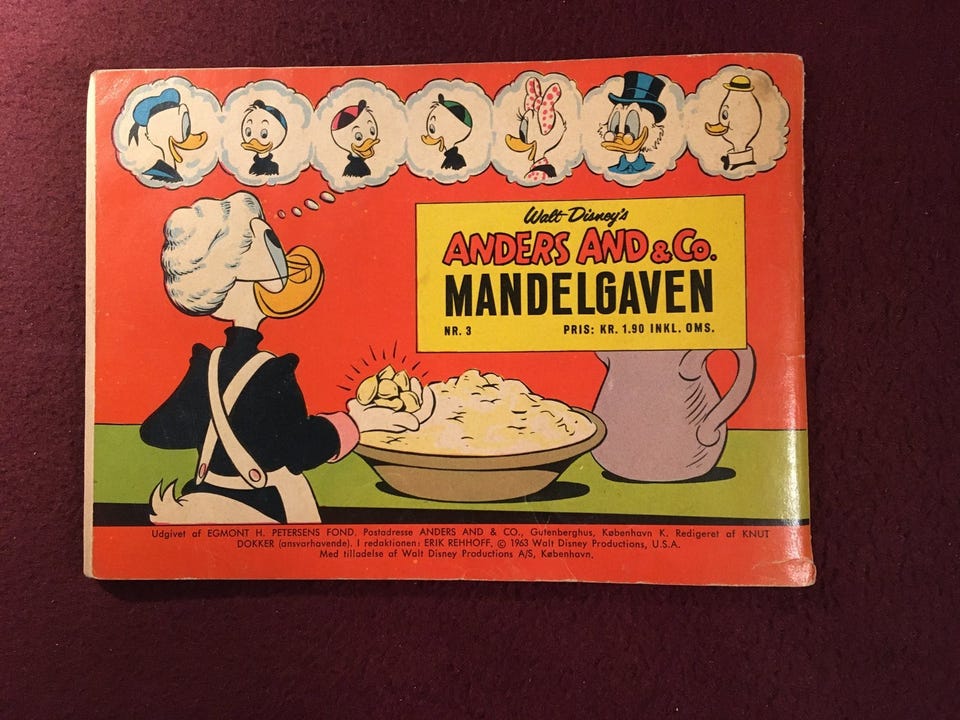 Walt Disney's
ANDERS AND & Co.
MANDELGAVEN
NR. 3 PRIS: KR. 1.90 INKL. OMS.
Udgivet af EGMONT H. PETERSENS FOND. Postadresse ANDERS AND & CO., Gutenberghus, København K. Redigeret af KNUT
DOKKER (ansvarhavende). I redaktionen: ERIK REHHOFF, © 1963 Walt Disney Productions, U.S.A.
Med tilladelse af Walt Disney Productions A/S, København.